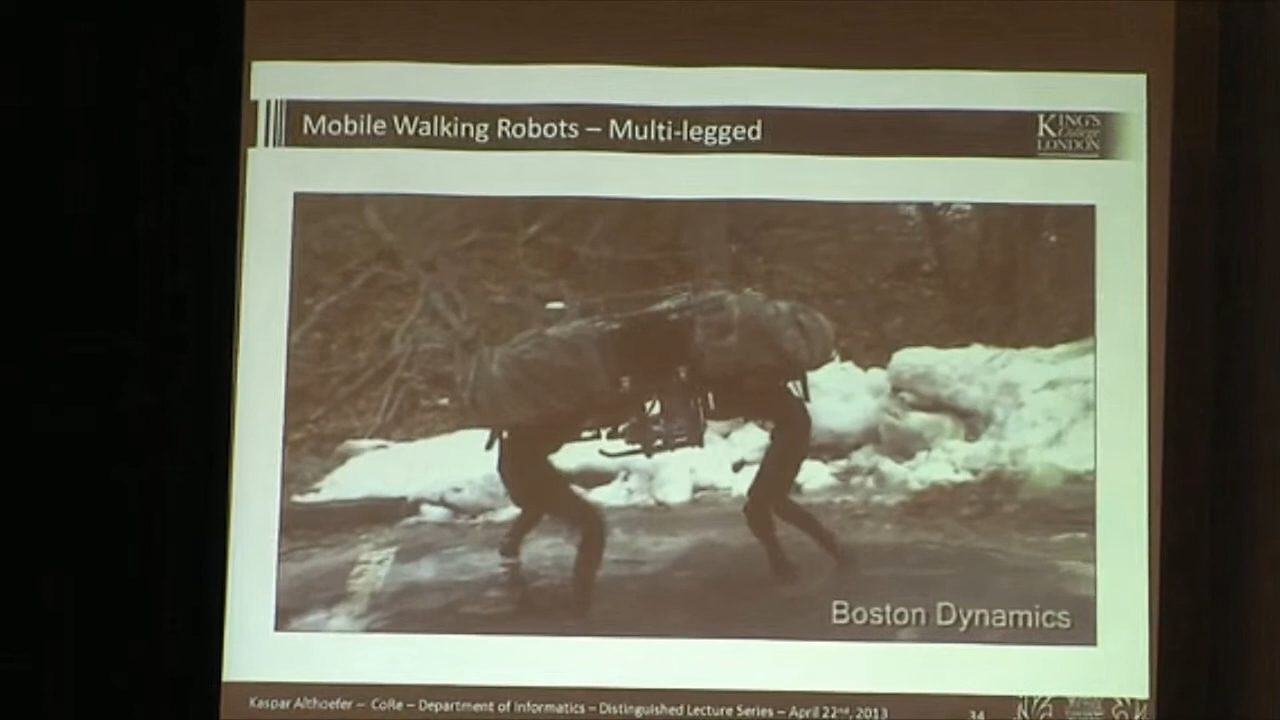 Mobile Walking Robots – Multi-legged
KING'S
College
LONDON
Boston Dynamics
Kaspar Althoefer – CoRe – Department of Informatics – Distinguished Lecture Series – April 22nd, 2013
34